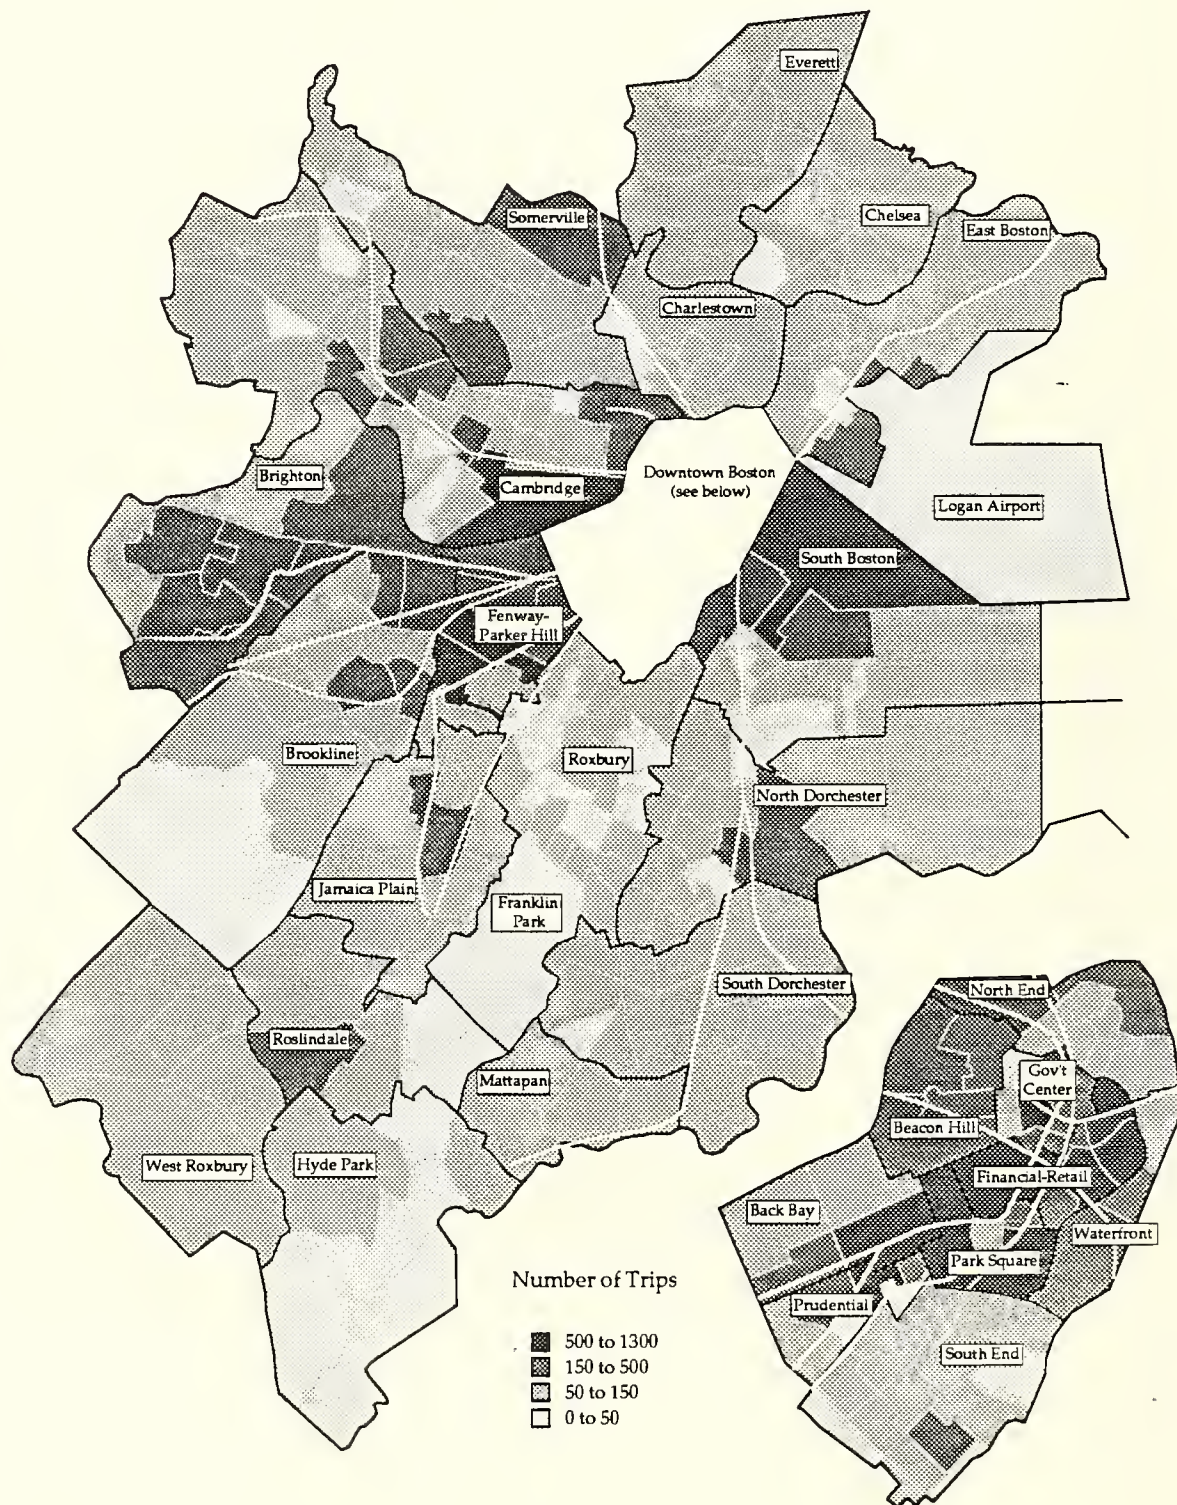 Everett
Somerville
Chelsea
East Boston
Charlestown
Brighton
Cambridge
Downtown Boston
(see below)
Logan Airport
South Boston
Fenway-
Parker Hill
Brookline
Roxbury
North Dorchester
Jamaica Plain
Franklin
Park
South Dorchester
North End
Roslindale
Mattapan
Gov't
Center
Beacon Hill
West Roxbury
Hyde Park
Financial-Retail
Back Bay
Waterfront
Park Square
Prudential
South End
Number of Trips
500 to 1300
150 to 500
50 to 150
0 to 50